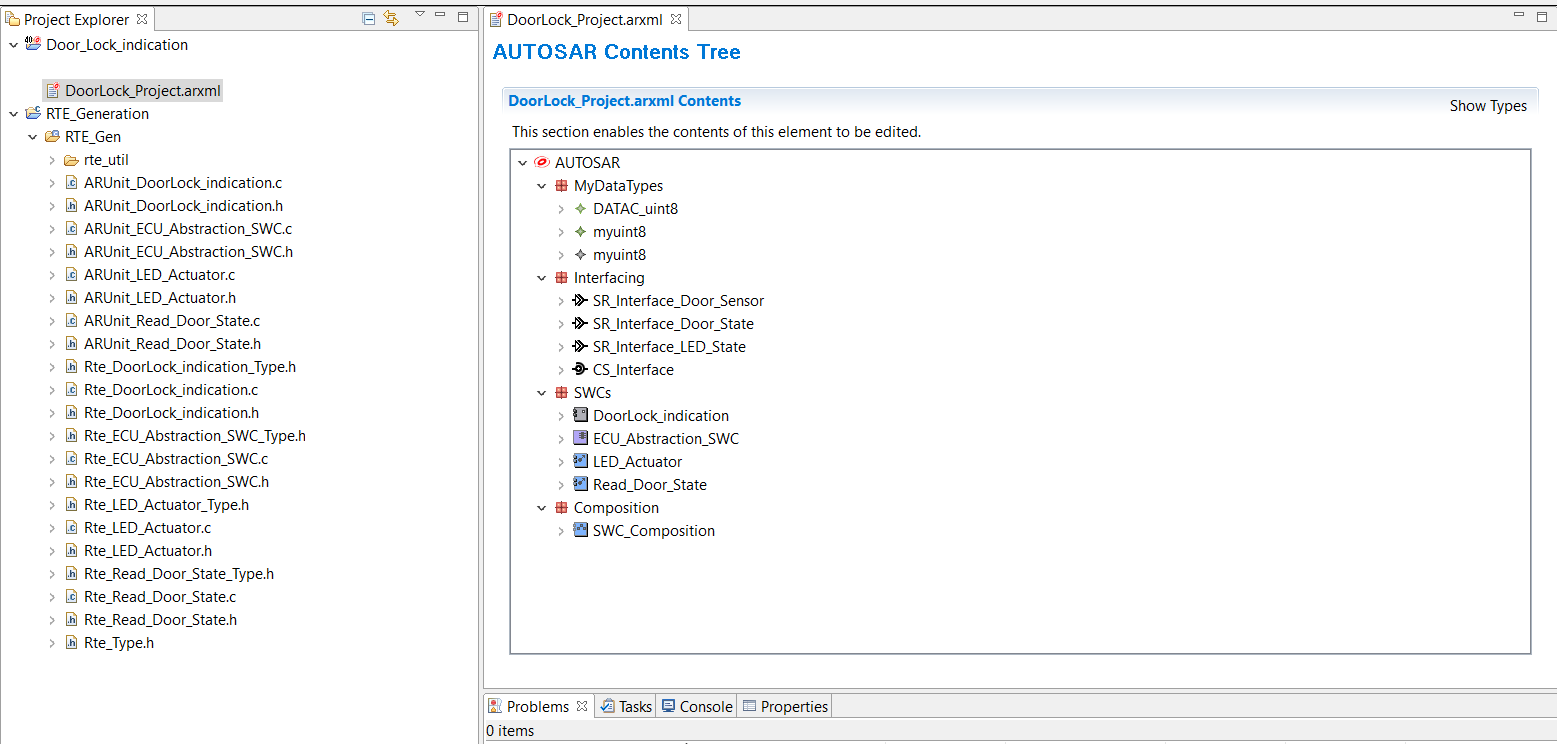 Project Explorer
Door_Lock_indication
DoorLock_Project.arxml
RTE_Generation
RTE_Gen
rte_util
ARUnit_DoorLock_indication.c
ARUnit_DoorLock_indication.h
ARUnit_ECU_Abstraction_SWC.c
ARUnit_ECU_Abstraction_SWC.h
ARUnit_LED_Actuator.c
ARUnit_LED_Actuator.h
ARUnit_Read_Door_State.c
ARUnit_Read_Door_State.h
Rte_DoorLock_indication_Type.h
Rte_DoorLock_indication.c
Rte_DoorLock_indication.h
Rte_ECU_Abstraction_SWC_Type.h
Rte_ECU_Abstraction_SWC.c
Rte_ECU_Abstraction_SWC.h
Rte_LED_Actuator_Type.h
Rte_LED_Actuator.c
Rte_LED_Actuator.h
Rte_Read_Door_State_Type.h
Rte_Read_Door_State.c
Rte_Read_Door_State.h
Rte_Type.h
DoorLock_Project.arxml
AUTOSAR Contents Tree
DoorLock_Project.arxml Contents
Show Types
This section enables the contents of this element to be edited.
AUTOSAR
MyDataTypes
DATAC_uint8
myuint8
myuint8
Interfacing
SR_Interface_Door_Sensor
SR_Interface_Door_State
SR_Interface_LED_State
CS_Interface
SWCs
DoorLock_indication
ECU_Abstraction_SWC
LED_Actuator
Read_Door_State
Composition
SWC_Composition
Problems Tasks Console Properties
0 items